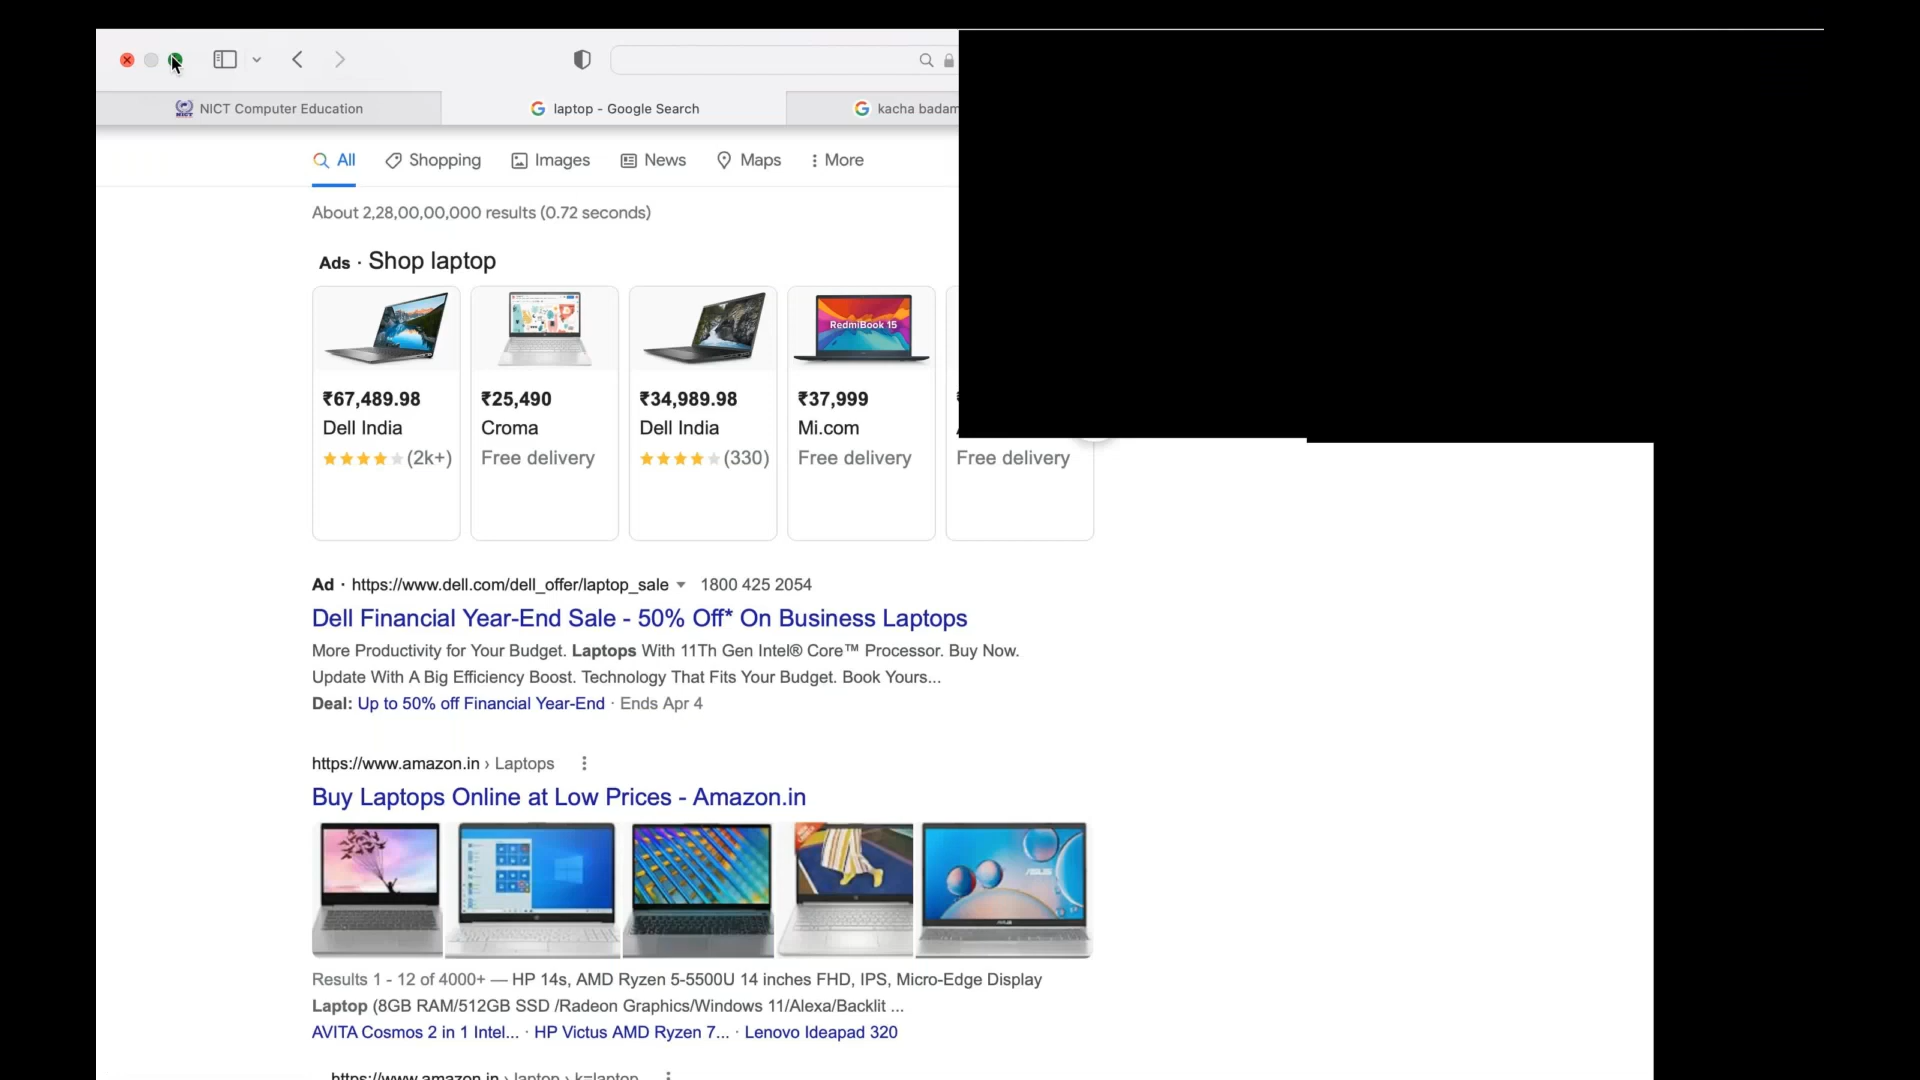 NICT Computer Education
laptop - Google Search
kacha badam
All
Shopping
Images
News
Maps
More
About 2,28,00,00,000 results (0.72 seconds)
Ads · Shop laptop
RedmiBook 15
₹67,489.98
Dell India
(2k+)
₹25,490
Croma
Free delivery
₹34,989.98
Dell India
(330)
₹37,999
Mi.com
Free delivery
Free delivery
Ad · https://www.dell.com/dell_offer/laptop_sale 1800 425 2054
Dell Financial Year-End Sale - 50% Off* On Business Laptops
More Productivity for Your Budget. Laptops With 11Th Gen Intel® Core™ Processor. Buy Now.
Update With A Big Efficiency Boost. Technology That Fits Your Budget. Book Yours...
Deal: Up to 50% off Financial Year-End · Ends Apr 4
https://www.amazon.in › Laptops
Buy Laptops Online at Low Prices - Amazon.in
Results 1 - 12 of 4000+ — HP 14s, AMD Ryzen 5-5500U 14 inches FHD, IPS, Micro-Edge Display
Laptop (8GB RAM/512GB SSD /Radeon Graphics/Windows 11/Alexa/Backlit ...
AVITA Cosmos 2 in 1 Intel... · HP Victus AMD Ryzen 7... · Lenovo Ideapad 320
https://www.amazon.in › laptop › k=laptop